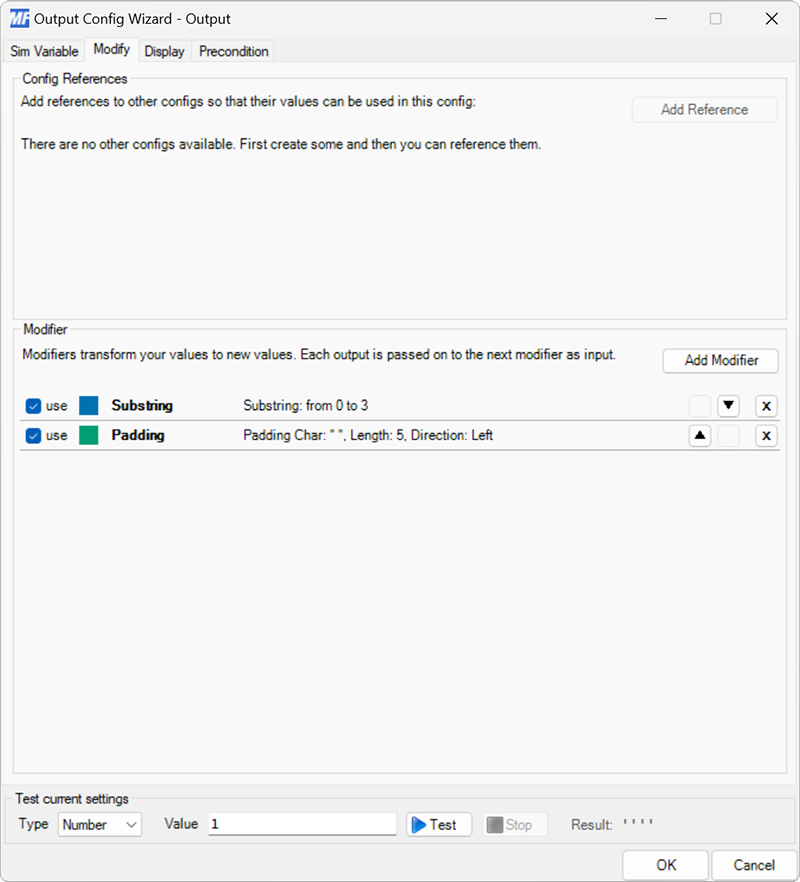 MF Output Config Wizard - Output
Sim Variable Modify Display Precondition
Config References
Add references to other configs so that their values can be used in this config:
Add Reference
There are no other configs available. First create some and then you can reference them.
Modifier
Modifiers transform your values to new values. Each output is passed on to the next modifier as input.
Add Modifier
use Substring Substring: from 0 to 3 ▼ X
use Padding Padding Char: " ", Length: 5, Direction: Left ▲ X
Test current settings
Type Number Value 1 Test Stop Result: ' ' ' '
OK Cancel